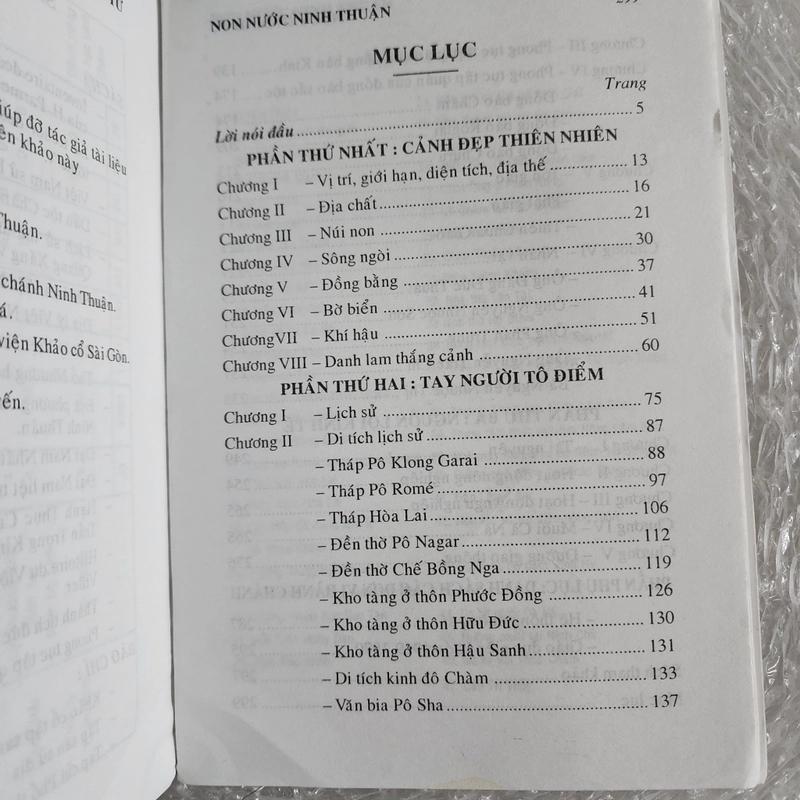 TỪ
iúp đỡ tác giả tài liệu
ên khảo này
Thuận.
chánh Ninh Thuận.
á.
viện Khảo cổ Sài Gòn.
ến.
NON NƯỚC NINH THUẬN
299
MỤC LỤC
Trang
Lời nói đầu ........ 5
PHẦN THỨ NHẤT : CẢNH ĐẸP THIÊN NHIÊN
Chương I – Vị trí, giới hạn, diện tích, địa thế ........ 13
Chương II – Địa chất ........ 16
Chương III – Núi non ........ 21
Chương IV – Sông ngòi ........ 30
Chương V – Đồng bằng ........ 37
Chương VI – Bờ biển ........ 41
ChươngVII – Khí hậu ........ 51
Chương VIII – Danh lam thắng cảnh ........ 60
PHẦN THỨ HAI : TAY NGƯỜI TÔ ĐIỂM
Chương I – Lịch sử ........ 75
Chương II – Di tích lịch sử ........ 87
– Tháp Pô Klong Garai ........ 88
– Tháp Pô Romé ........ 97
– Tháp Hòa Lai ........ 106
– Đền thờ Pô Nagar ........ 112
– Đền thờ Chế Bồng Nga ........ 119
– Kho tàng ở thôn Phước Đồng ........ 126
– Kho tàng ở thôn Hữu Đức ........ 130
– Kho tàng ở thôn Hậu Sanh ........ 131
– Di tích kinh đô Chàm ........ 133
– Văn bia Pô Sha ........ 137